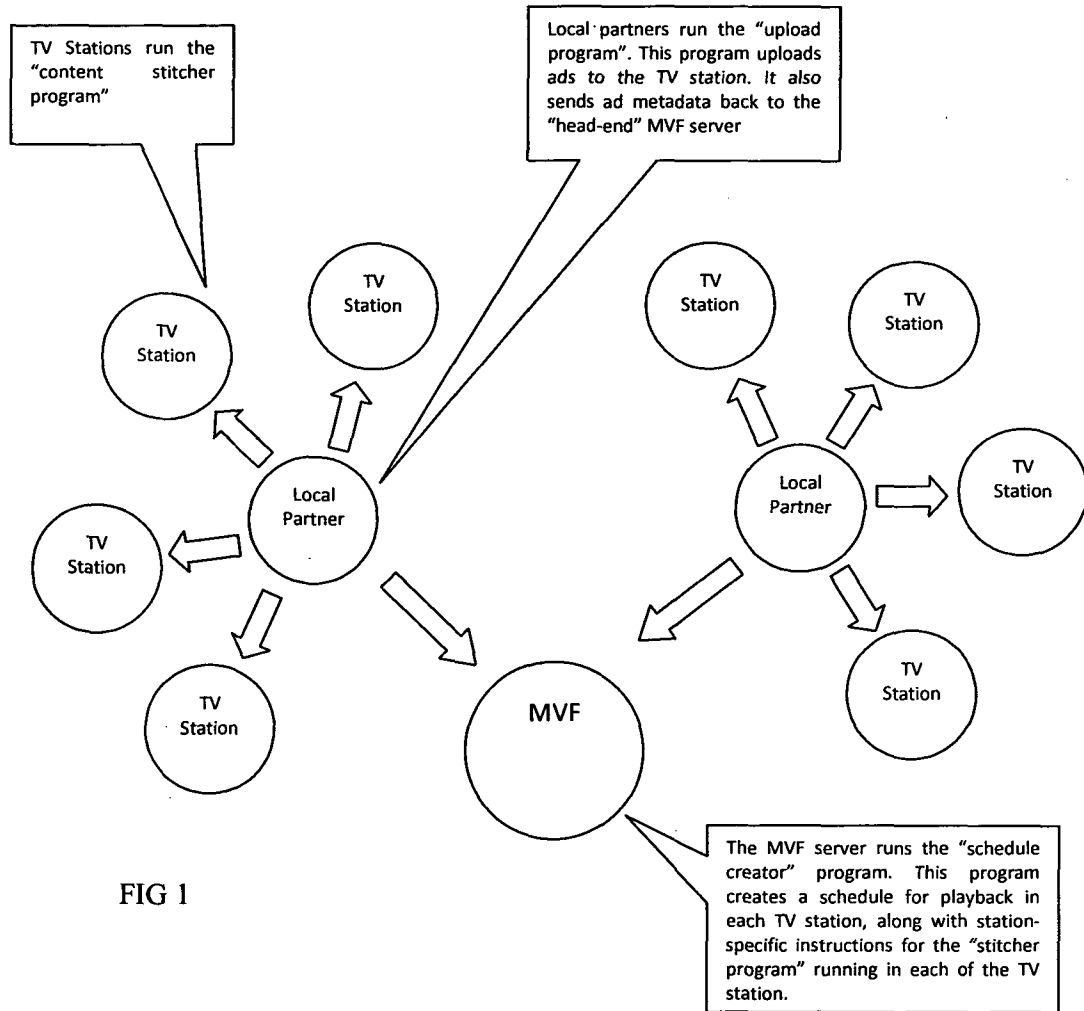 TV Stations run the
"content stitcher
program"
Local partners run the "upload
program". This program uploads
ads to the TV station. It also
sends ad metadata back to the
"head-end" MVF server
TV
Station
TV
Station
TV
Station
TV
Station
Local
Partner
TV
Station
TV
Station
TV
Station
TV
Station
Local
Partner
MVF
The MVF server runs the "schedule
creator" program. This program
creates a schedule for playback in
each TV station, along with station-
specific instructions for the "stitcher
program" running in each of the TV
station.
FIG 1